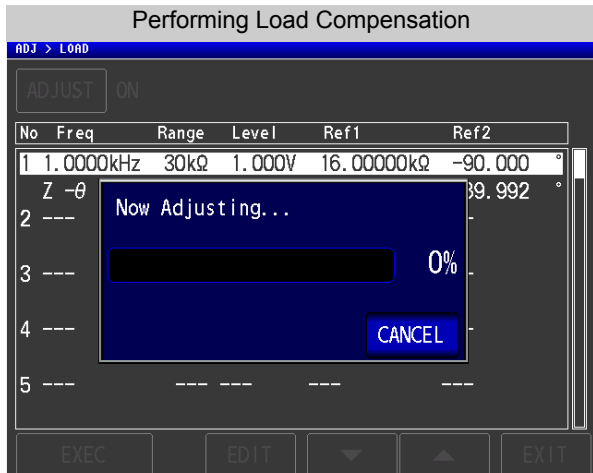 Performing Load Compensation
ADJ > LOAD
ADJUST ON
No Freq Range Level Ref1 Ref2
1 1.0000kHz 30kΩ 1.000V 16.00000kΩ -90.000 °
Z -θ 39.992 °
Now Adjusting...
2 ---
0%
3 --- -
4 --- CANCEL -
5 --- --- --- --- ---
EXEC EDIT ▼ ▲ EXIT